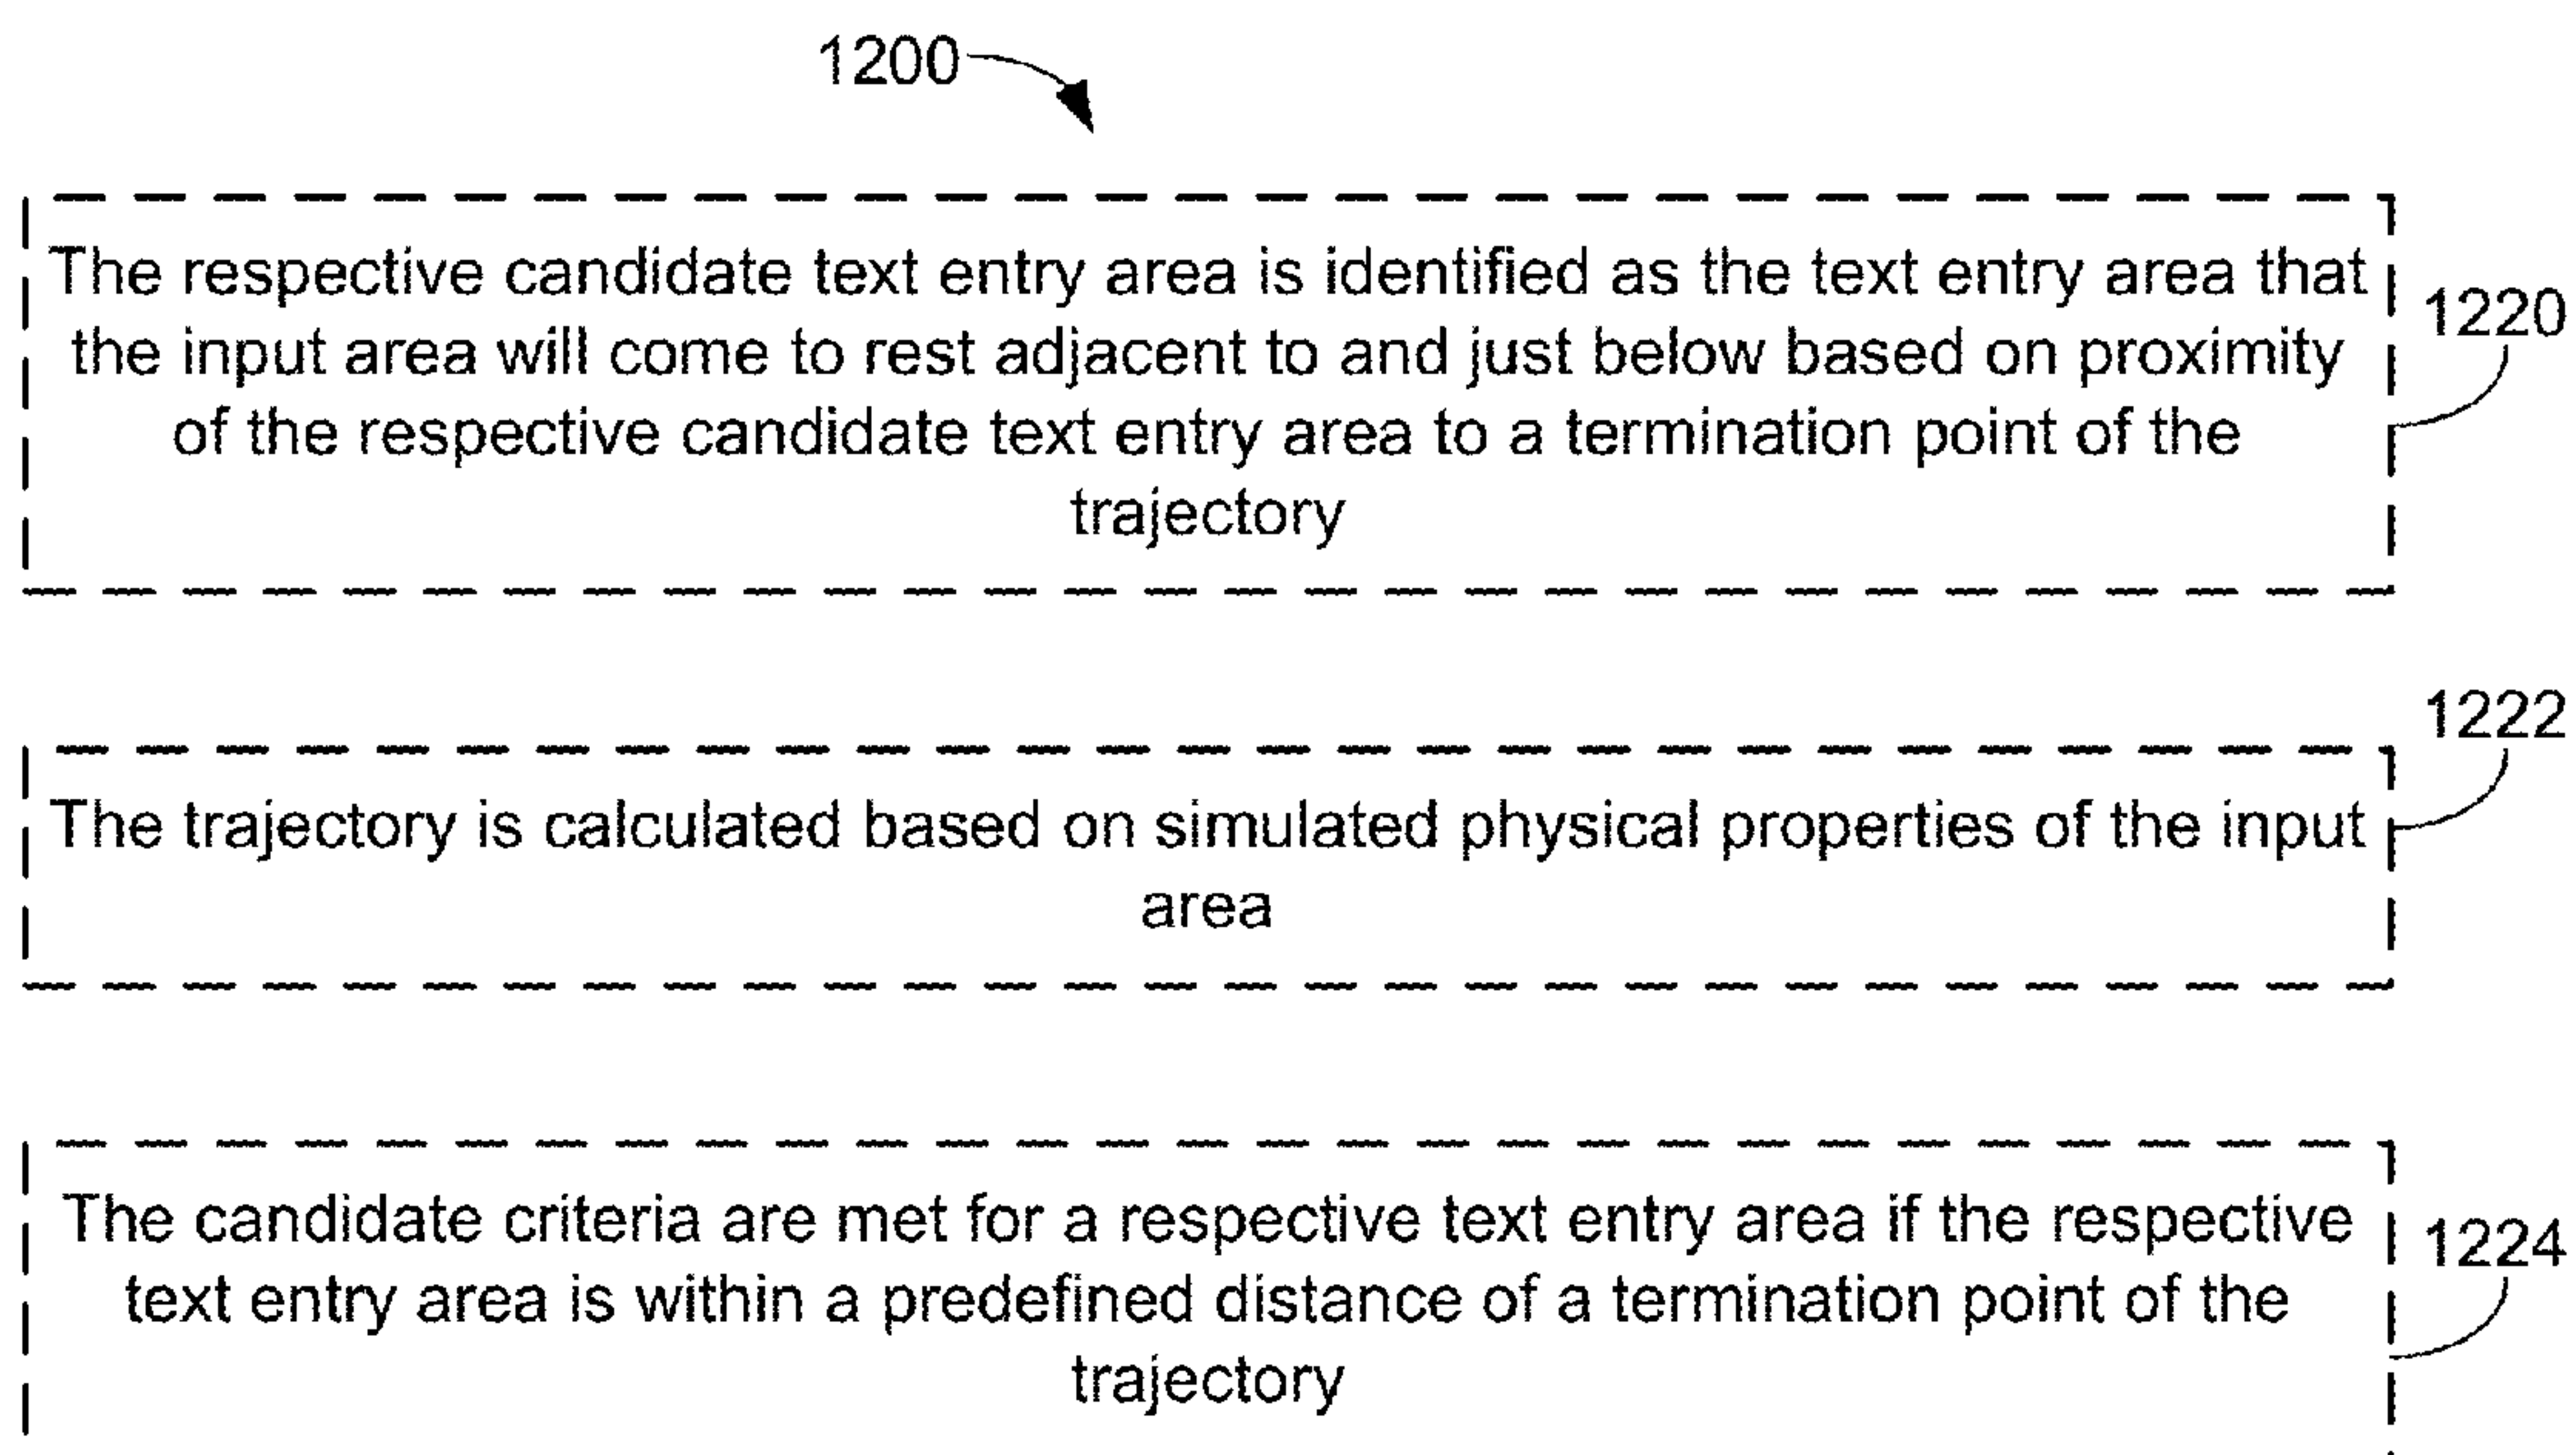 1200
The respective candidate text entry area is identified as the text entry area that
the input area will come to rest adjacent to and just below based on proximity
of the respective candidate text entry area to a termination point of the
trajectory
1220
The trajectory is calculated based on simulated physical properties of the input
area
1222
The candidate criteria are met for a respective text entry area if the respective
text entry area is within a predefined distance of a termination point of the
trajectory
1224